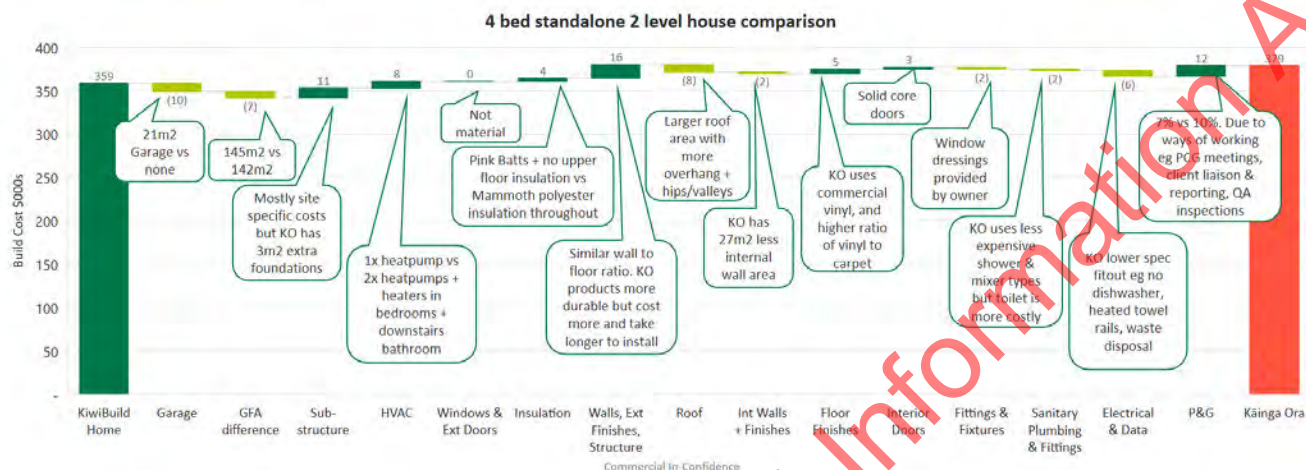 4 bed standalone 2 level house comparison
Build Cost $000s
400
350
300
250
200
150
100
50
-
359
(10)
(7)
11
8
0
4
16
(8)
(2)
5
3
(2)
(2)
(6)
12
379
21m2
Garage vs
none
145m2 vs
142m2
Mostly site
specific costs
but KO has
3m2 extra
foundations
1x heatpump vs
2x heatpumps +
heaters in
bedrooms +
downstairs
bathroom
Not
material
Pink Batts + no upper
floor insulation vs
Mammoth polyester
insulation throughout
Similar wall to
floor ratio. KO
products more
durable but cost
more and take
longer to install
Larger roof
area with
more
overhang +
hips/valleys
KO has
27m2 less
internal
wall area
KO uses
commercial
vinyl, and
higher ratio
of vinyl to
carpet
Solid core
doors
Window
dressings
provided
by owner
KO uses less
expensive
shower &
mixer types
but toilet is
more costly
KO lower spec
fitout eg no
dishwasher,
heated towel
rails, waste
disposal
7% vs 10%. Due to
ways of working
eg PCG meetings,
client liaison &
reporting, QA
inspections
KiwiBuild
Home
Garage
GFA
difference
Sub-
structure
HVAC
Windows &
Ext Doors
Insulation
Walls, Ext
Finishes,
Structure
Roof
Int Walls
+ Finishes
Floor
Finishes
Interior
Doors
Fittings &
Fixtures
Sanitary
Plumbing
& Fittings
Electrical
& Data
P&G
Kāinga Ora
Commercial In Confidence
Information A